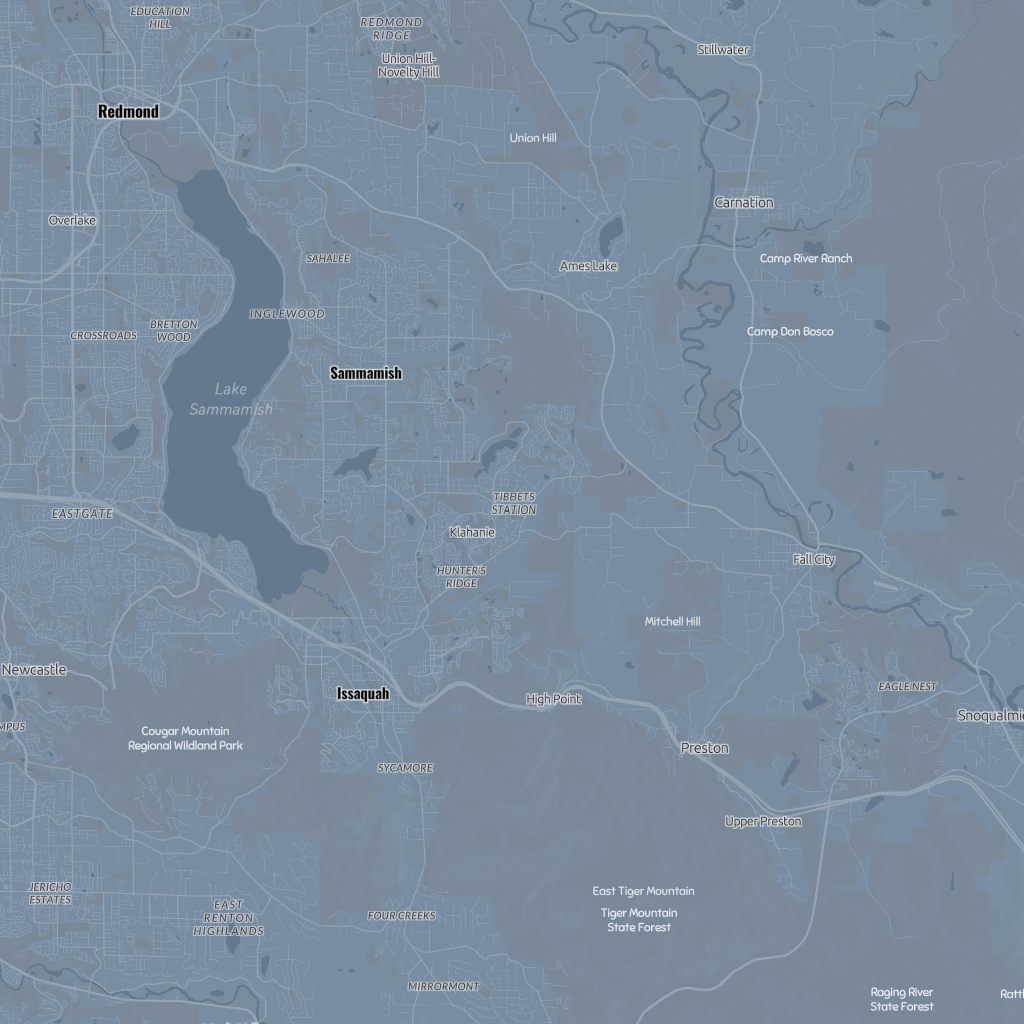 EDUCATION
HILL
REDMOND
RIDGE
Union Hill-
Novelty Hill
Stillwater
Redmond
Union Hill
Carnation
Overlake
SAHALEE
Ames Lake
Camp River Ranch
INGLEWOOD
BRETTON
WOOD
CROSSROADS
Camp Don Bosco
Sammamish
Lake
Sammamish
TIBBETS
STATION
EASTGATE
Klahanie
Fall City
HUNTER'S
RIDGE
Mitchell Hill
Newcastle
EAGLE NEST
Issaquah
High Point
Snoqualmie
MPUS
Cougar Mountain
Regional Wildland Park
Preston
SYCAMORE
Upper Preston
JERICHO
ESTATES
East Tiger Mountain
Tiger Mountain
State Forest
EAST
RENTON
HIGHLANDS
FOUR CREEKS
MIRRORMONT
Raging River
State Forest